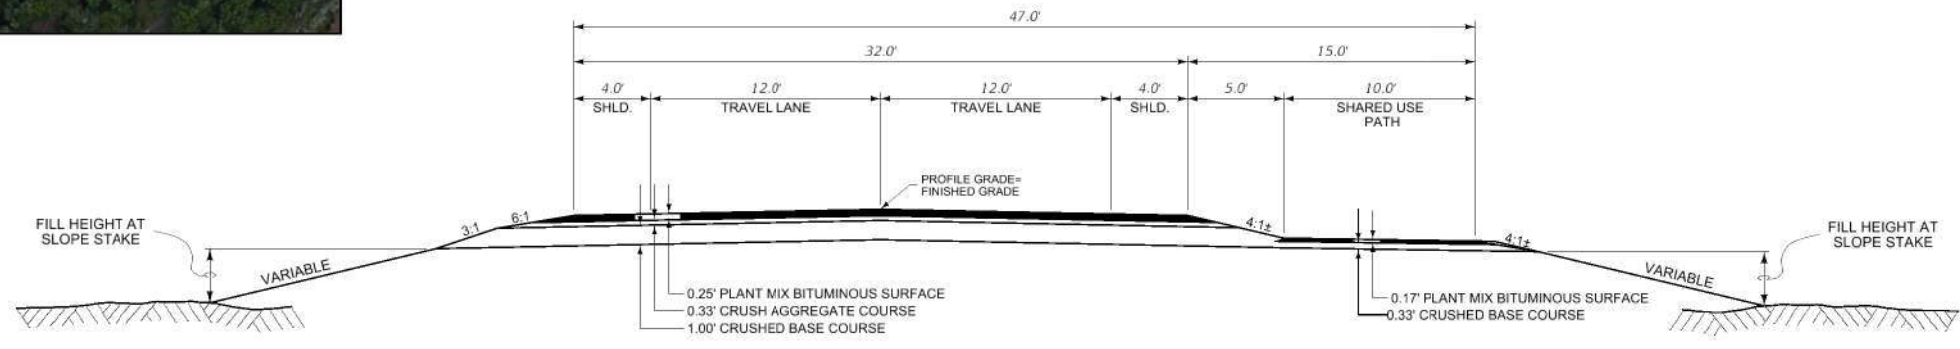 47.0'
32.0'
15.0'
4.0'
12.0'
12.0'
4.0'
5.0'
10.0'
SHLD.
TRAVEL LANE
TRAVEL LANE
SHLD.
SHARED USE
PATH
PROFILE GRADE=
FINISHED GRADE
FILL HEIGHT AT
SLOPE STAKE
3:1
6:1
4:1±
4:1±
FILL HEIGHT AT
SLOPE STAKE
VARIABLE
VARIABLE
0.25' PLANT MIX BITUMINOUS SURFACE
0.33' CRUSH AGGREGATE COURSE
1.00' CRUSHED BASE COURSE
0.17' PLANT MIX BITUMINOUS SURFACE
0.33' CRUSHED BASE COURSE